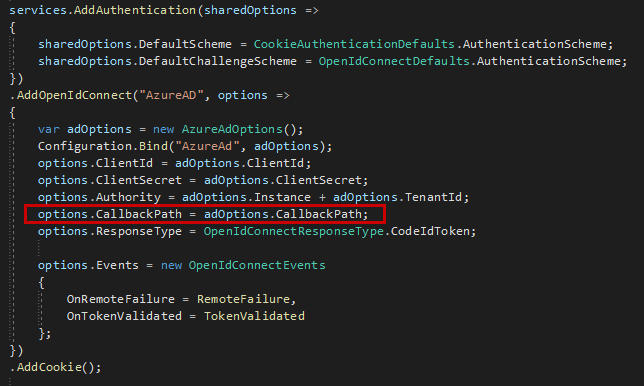 services.AddAuthentication(sharedOptions =>
{
    sharedOptions.DefaultScheme = CookieAuthenticationDefaults.AuthenticationScheme;
    sharedOptions.DefaultChallengeScheme = OpenIdConnectDefaults.AuthenticationScheme;
})
.AddOpenIdConnect("AzureAD", options =>
{
    var adOptions = new AzureAdOptions();
    Configuration.Bind("AzureAd", adOptions);
    options.ClientId = adOptions.ClientId;
    options.ClientSecret = adOptions.ClientSecret;
    options.Authority = adOptions.Instance + adOptions.TenantId;
    options.CallbackPath = adOptions.CallbackPath;
    options.ResponseType = OpenIdConnectResponseType.CodeIdToken;

    options.Events = new OpenIdConnectEvents
    {
        OnRemoteFailure = RemoteFailure,
        OnTokenValidated = TokenValidated
    };
})
.AddCookie();